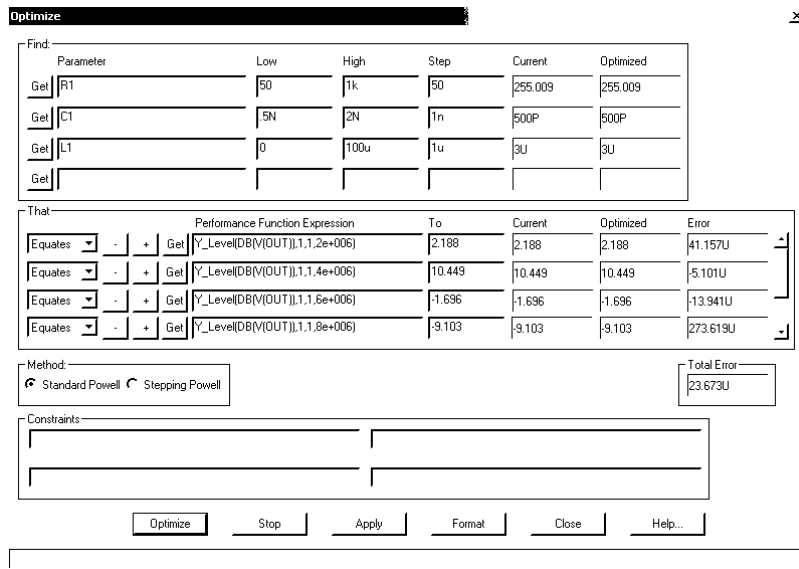 Optimize
Find:
Parameter Low High Step Current Optimized
Get R1 50 1k 50 255.009 255.009
Get C1 .5N 2N 1n 500P 500P
Get L1 0 100u 1u 3U 3U
Get
That
Performance Function Expression To Current Optimized Error
Equates - + Get Y_Level(DB(V(OUT)),1,1,2e+006) 2.188 2.188 2.188 41.157U
Equates - + Get Y_Level(DB(V(OUT)),1,1,4e+006) 10.449 10.449 10.449 -5.101U
Equates - + Get Y_Level(DB(V(OUT)),1,1,6e+006) -1.696 -1.696 -1.696 -13.941U
Equates - + Get Y_Level(DB(V(OUT)),1,1,8e+006) -9.103 -9.103 -9.103 273.619U
Method: Total Error
Standard Powell Stepping Powell 23.673U
Constraints
Optimize Stop Apply Format Close Help...